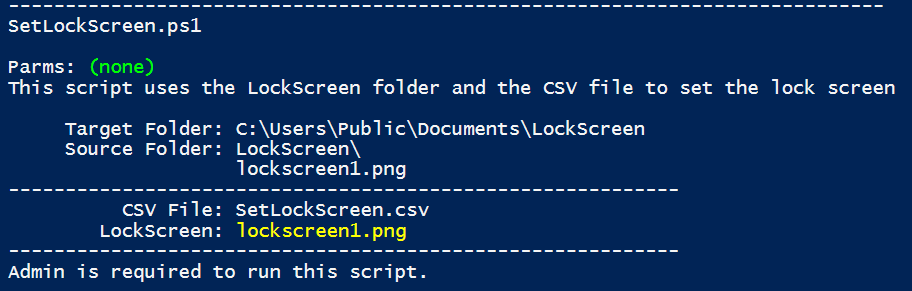 -----------------------------------------------------------------------------
SetLockScreen.ps1
Parms: (none)
This script uses the LockScreen folder and the CSV file to set the lock screen
     Target Folder: C:\Users\Public\Documents\LockScreen
     Source Folder: LockScreen\
                    lockscreen1.png
-----------------------------------------------------------
          CSV File: SetLockScreen.csv
        LockScreen: lockscreen1.png
-----------------------------------------------------------
Admin is required to run this script.